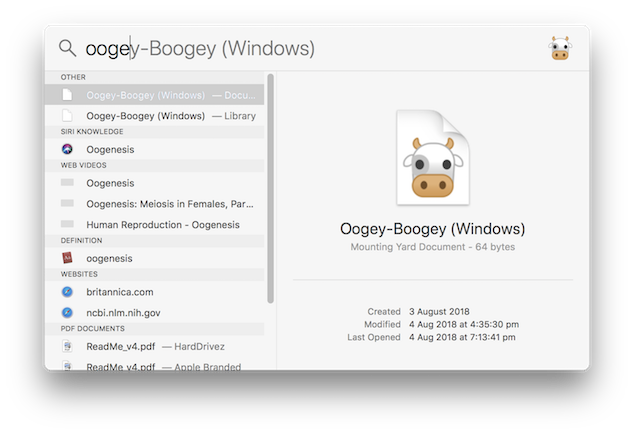 oogey-Boogey (Windows)
OTHER
Oogey-Boogey (Windows) — Docu...
Oogey-Boogey (Windows) — Library
SIRI KNOWLEDGE
Oogenesis
WEB VIDEOS
Oogenesis
Oogenesis: Meiosis in Females, Par...
Human Reproduction - Oogenesis
DEFINITION
oogenesis
WEBSITES
britannica.com
ncbi.nlm.nih.gov
PDF DOCUMENTS
ReadMe_v4.pdf — HardDrivez
ReadMe_v4.pdf — Apple Branded
Oogey-Boogey (Windows)
Mounting Yard Document - 64 bytes
Created 3 August 2018
Modified 4 Aug 2018 at 4:35:30 pm
Last Opened 4 Aug 2018 at 7:13:41 pm